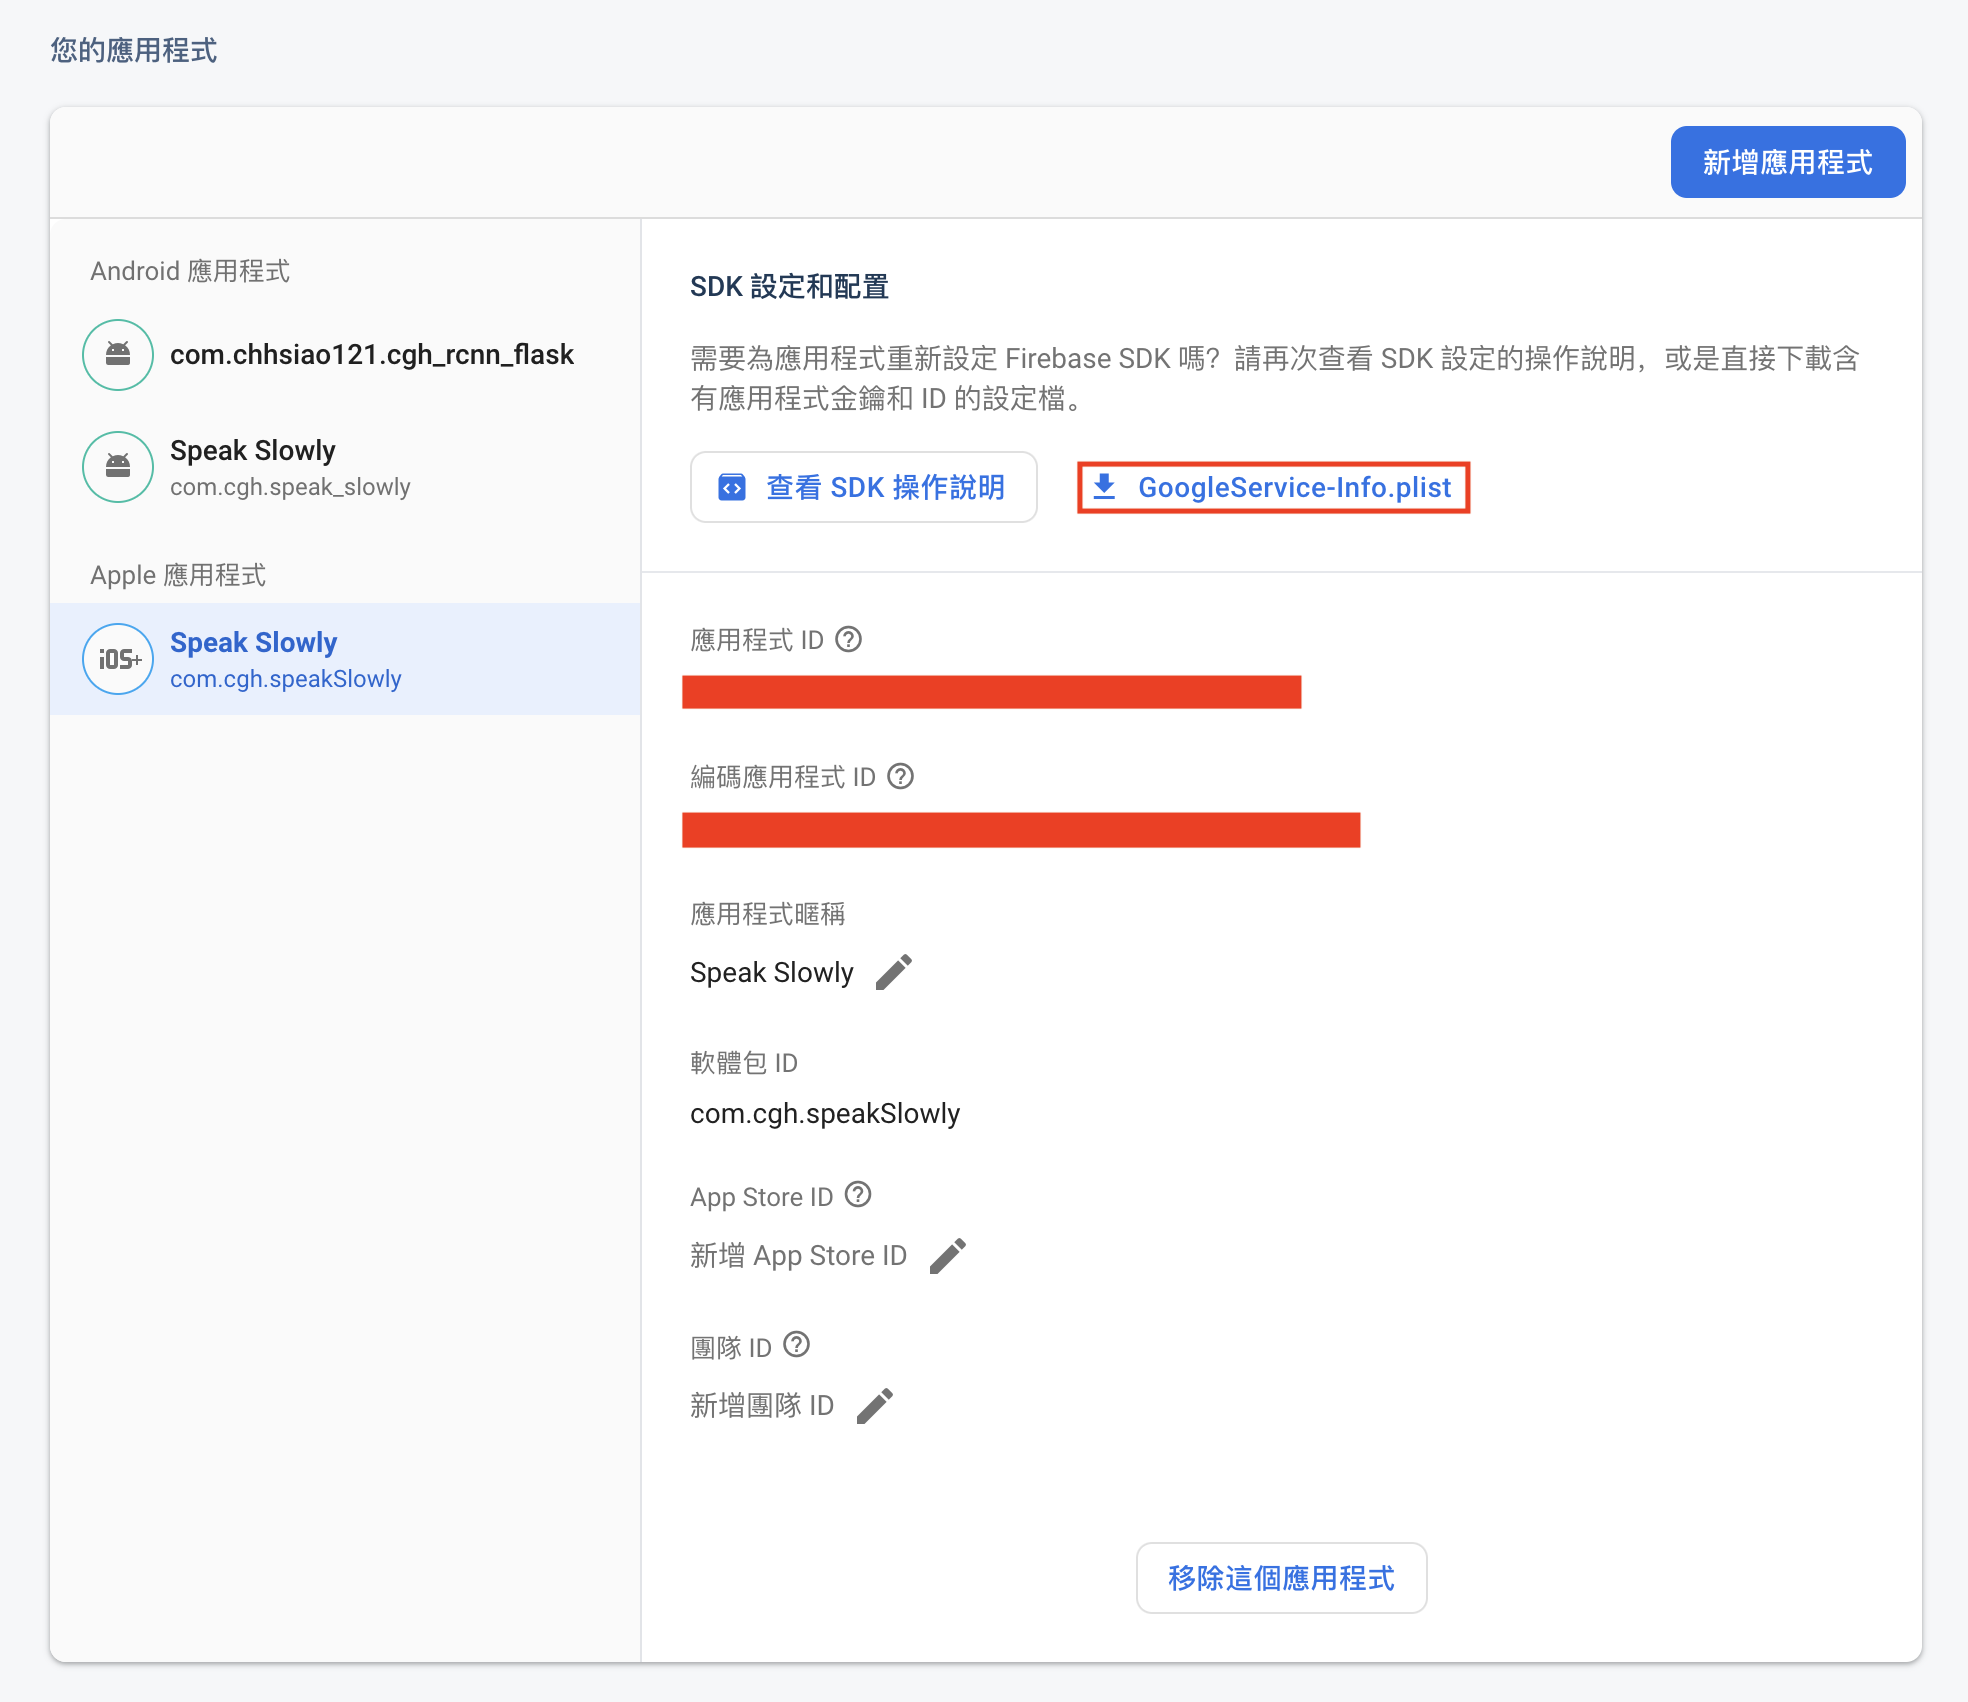 您的應用程式
新增應用程式
Android 應用程式
com.chhsiao121.cgh_rcnn_flask
Speak Slowly
com.cgh.speak_slowly
Apple 應用程式
iOS+
Speak Slowly
com.cgh.speakSlowly
SDK 設定和配置
需要為應用程式重新設定 Firebase SDK 嗎？請再次查看 SDK 設定的操作說明，或是直接下載含
有應用程式金鑰和 ID 的設定檔。
查看 SDK 操作說明
GoogleService-Info.plist
應用程式 ID
編碼應用程式 ID
應用程式暱稱
Speak Slowly
軟體包 ID
com.cgh.speakSlowly
App Store ID
新增 App Store ID
團隊 ID
新增團隊 ID
移除這個應用程式